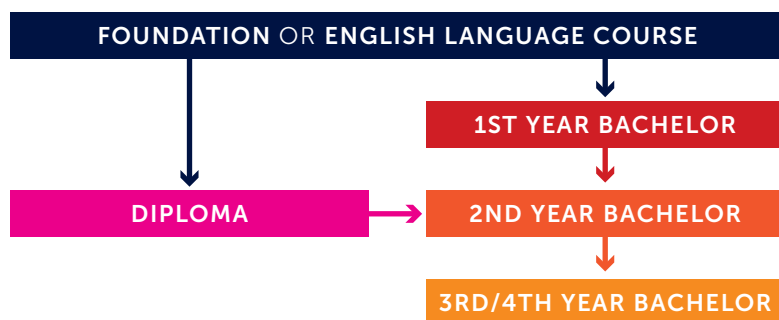 FOUNDATION OR ENGLISH LANGUAGE COURSE
1ST YEAR BACHELOR
DIPLOMA
2ND YEAR BACHELOR
3RD/4TH YEAR BACHELOR